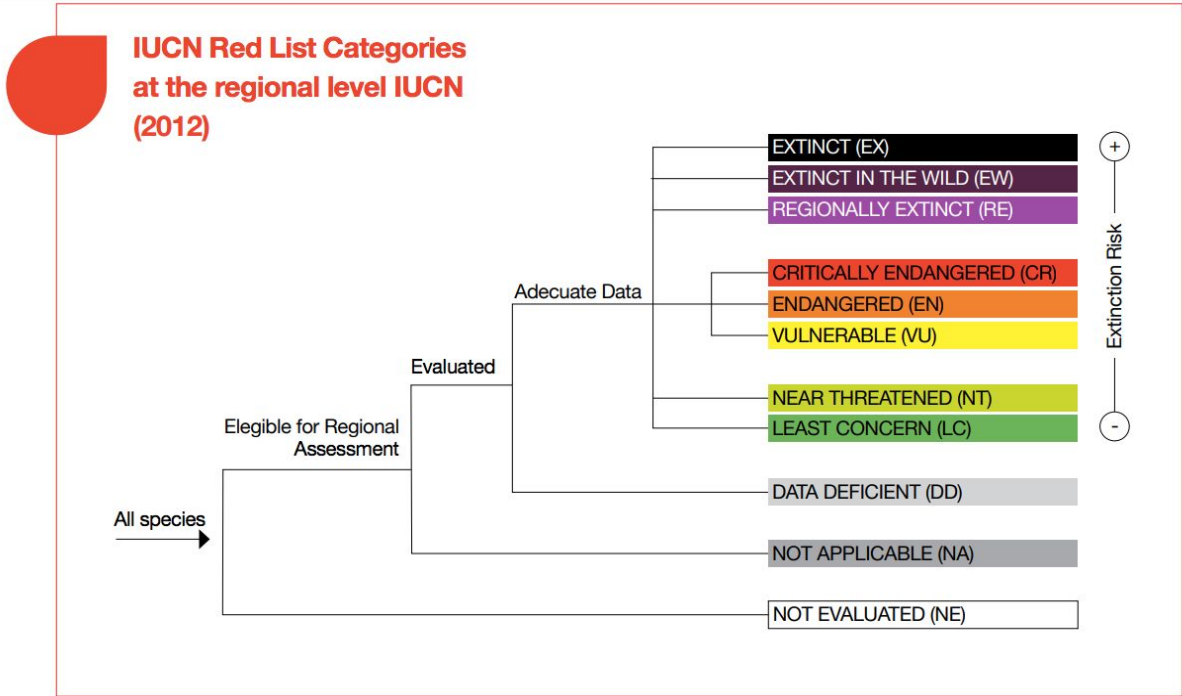 IUCN Red List Categories
at the regional level IUCN
(2012)
EXTINCT (EX)
+
EXTINCT IN THE WILD (EW)
REGIONALLY EXTINCT (RE)
CRITICALLY ENDANGERED (CR)
Extinction Risk
Adecuate Data
ENDANGERED (EN)
VULNERABLE (VU)
Evaluated
NEAR THREATENED (NT)
Elegible for Regional
Assessment
LEAST CONCERN (LC)
-
DATA DEFICIENT (DD)
All species
NOT APPLICABLE (NA)
NOT EVALUATED (NE)